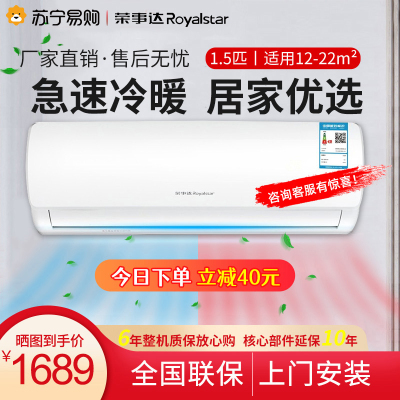 苏宁易购 荣事达 Royalstar
厂家直销·售后无忧 1.5匹 | 适用12-22m²
急速冷暖 居家优选
荣事达 Royalstar
咨询客服有惊喜!
今日下单 立减40元
6年整机质保放心购 核心部件延保10年
晒图到手价
¥1689 全国联保 上门安装